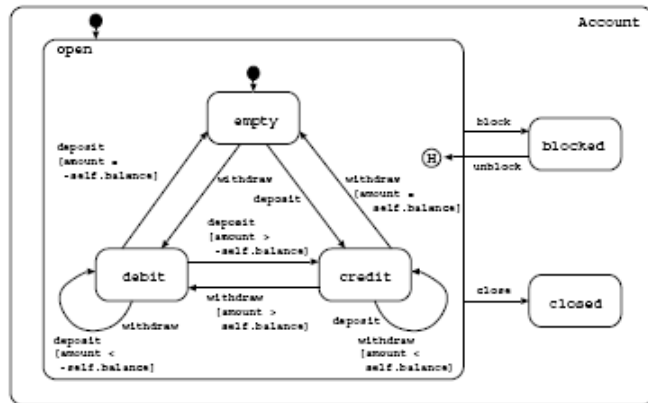 Account
open
empty
block
blocked
H
unblock
deposit
[amount =
-self.balance]
withdraw
deposit
withdraw
[amount =
self.balance]
deposit
[amount >
-self.balance]
debit
credit
withdraw
[amount >
self.balance]
close
closed
withdraw
deposit
[amount <
-self.balance]
deposit
withdraw
[amount <
self.balance]